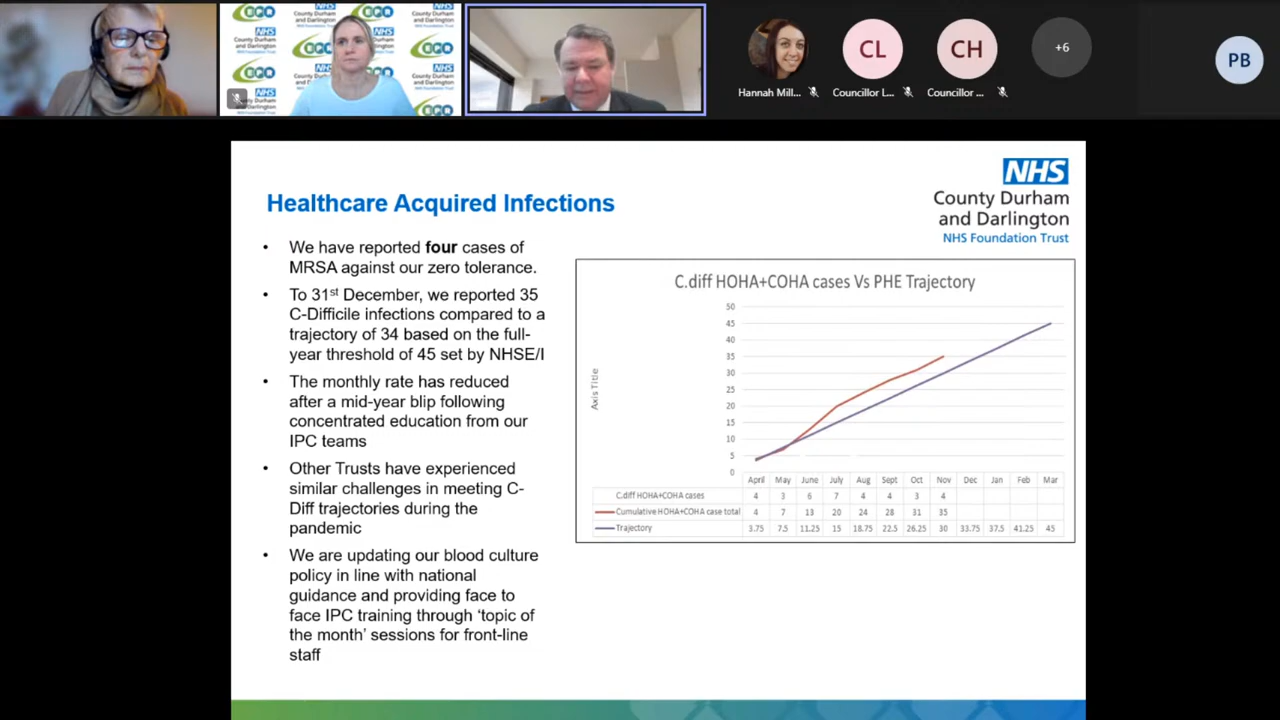 NHS
County Durham
and Darlington
NHS Foundation Trust
Hannah Mill...
CL
Councillor L...
CH
Councillor ...
+6
PB
NHS
County Durham
and Darlington
NHS Foundation Trust
Healthcare Acquired Infections
• We have reported four cases of
MRSA against our zero tolerance.
• To 31st December, we reported 35
C-Difficile infections compared to a
trajectory of 34 based on the full-
year threshold of 45 set by NHSE/I
• The monthly rate has reduced
after a mid-year blip following
concentrated education from our
IPC teams
• Other Trusts have experienced
similar challenges in meeting C-
Diff trajectories during the
pandemic
• We are updating our blood culture
policy in line with national
guidance and providing face to
face IPC training through ‘topic of
the month’ sessions for front-line
staff
C.diff HOHA+COHA cases Vs PHE Trajectory
Axis Title
50
45
40
35
30
25
20
15
10
5
0
April May June July Aug Sept Oct Nov Dec Jan Feb Mar
C.diff HOHA+COHA cases 4 3 6 7 4 4 3 4
Cumulative HOHA+COHA case total 4 7 13 20 24 28 31 35
Trajectory 3.75 7.5 11.25 15 18.75 22.5 26.25 30 33.75 37.5 41.25 45